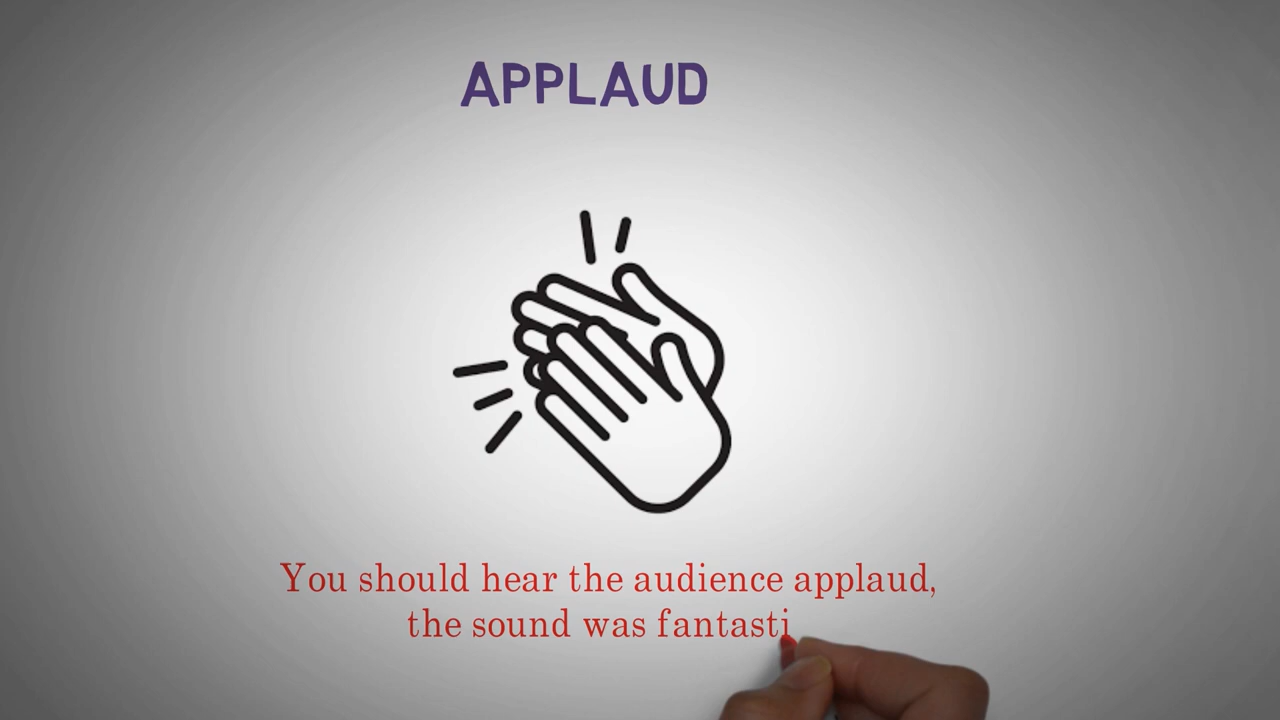 APPLAUD
You should hear the audience applaud,
the sound was fantasti